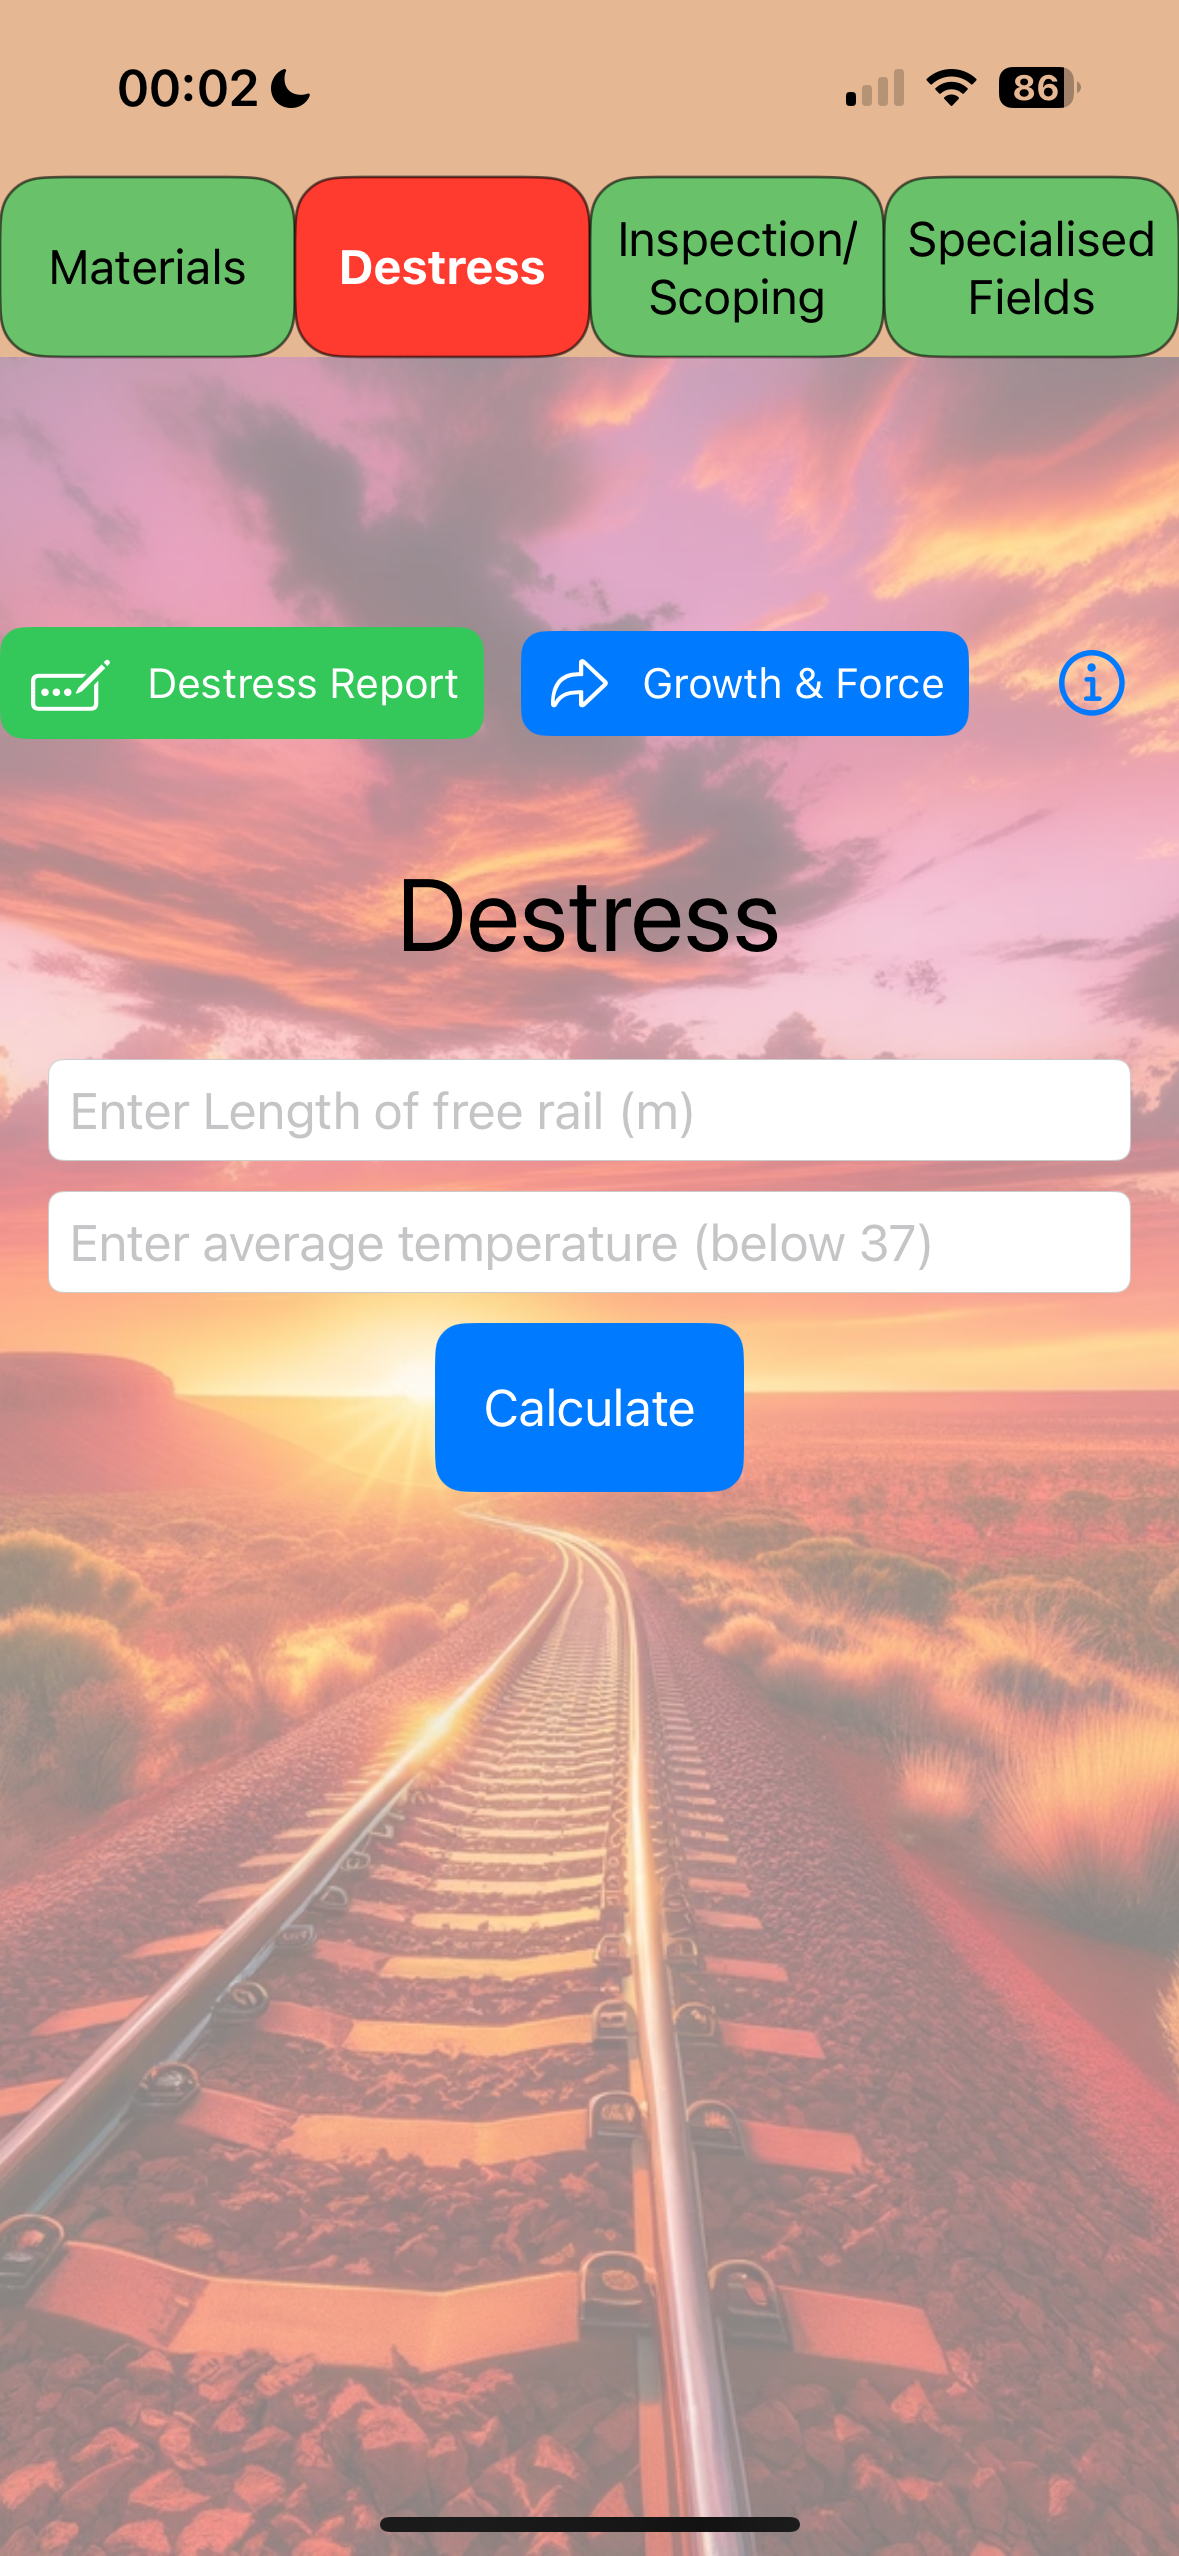 00:02
86
Materials
Destress
Inspection/
Scoping
Specialised
Fields
Destress Report
Growth & Force
Destress
Enter Length of free rail (m)
Enter average temperature (below 37)
Calculate